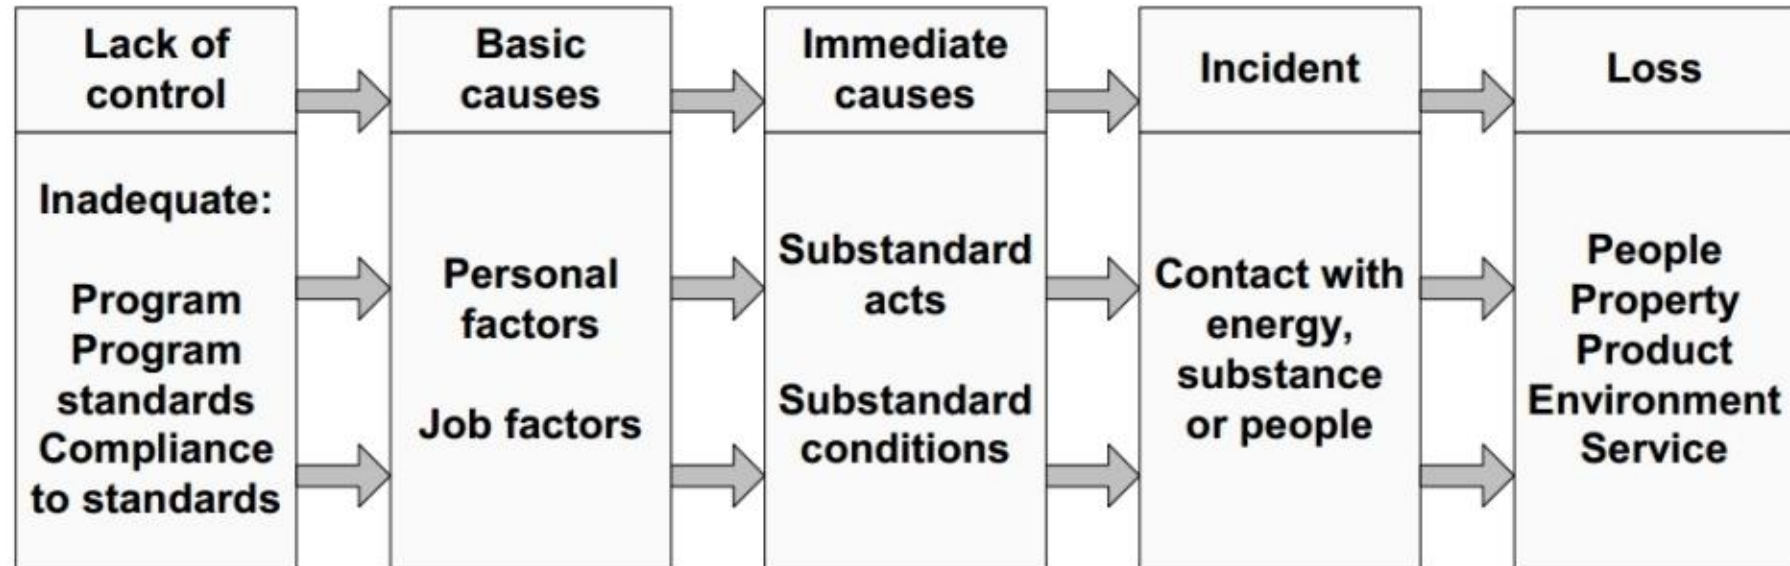 Lack of
control
Inadequate:
Program
Program
standards
Compliance
to standards
Basic
causes
Personal
factors
Job factors
Immediate
causes
Substandard
acts
Substandard
conditions
Incident
Contact with
energy,
substance
or people
Loss
People
Property
Product
Environment
Service